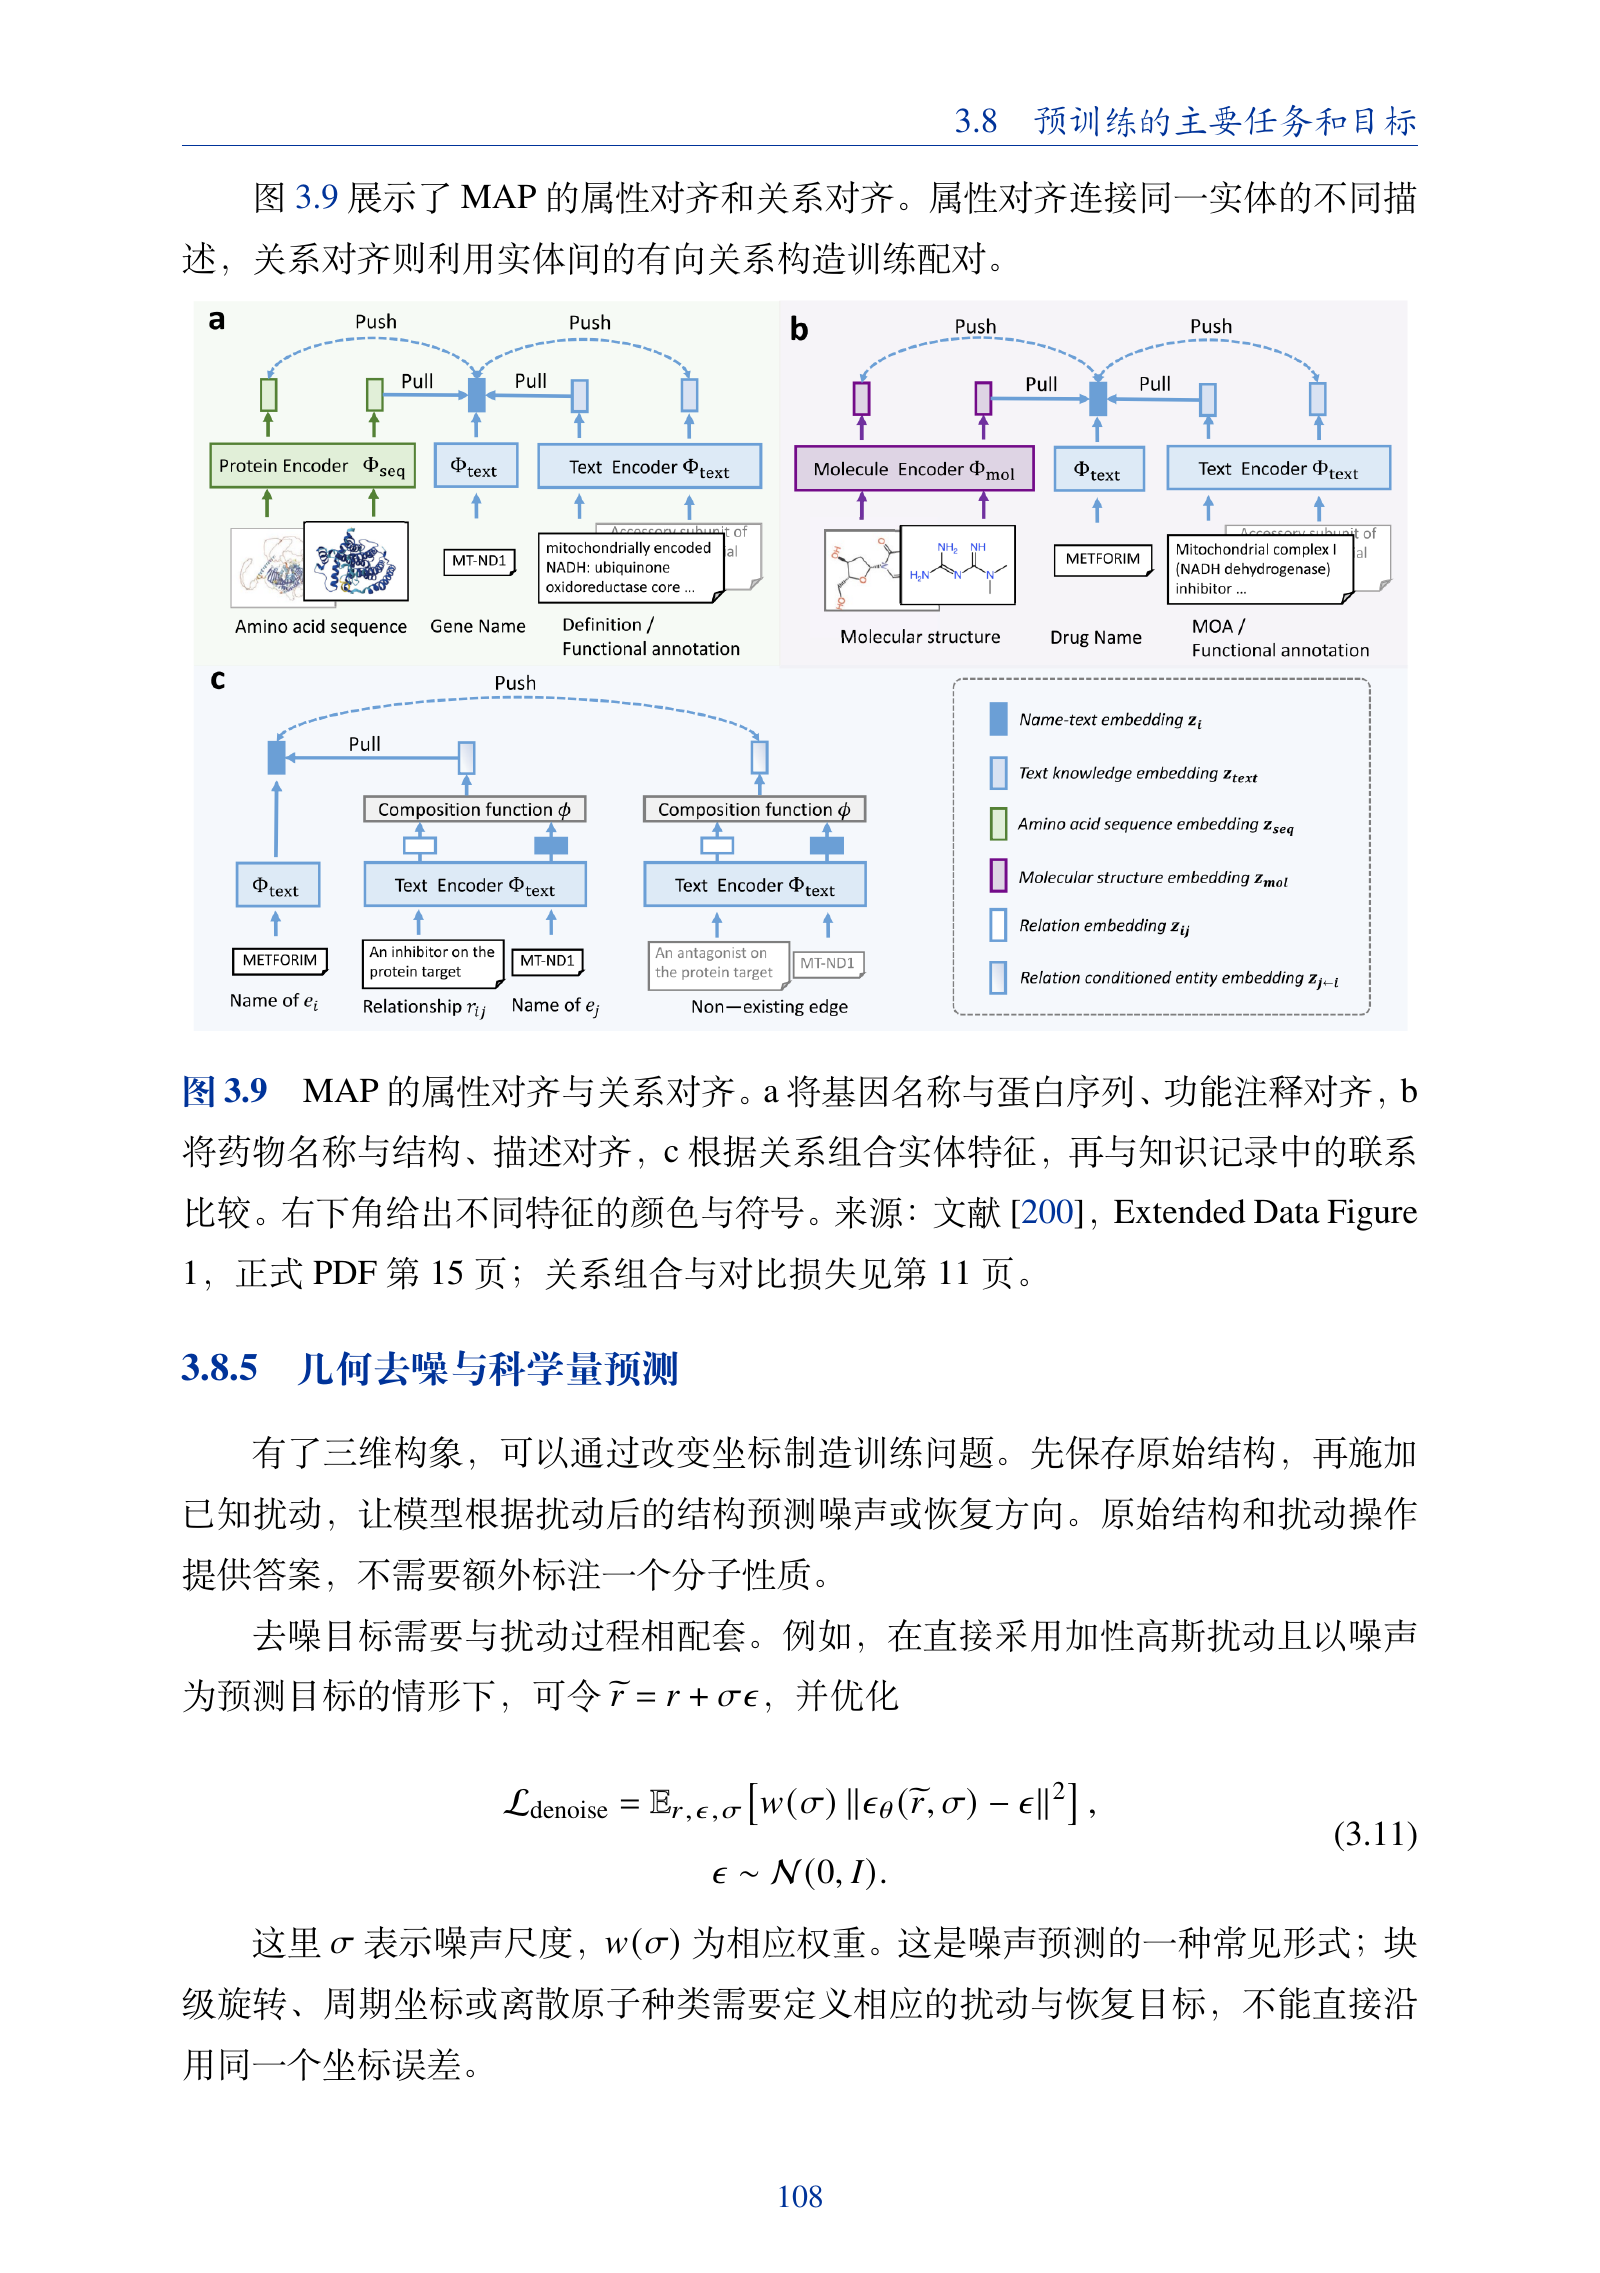 3.8 预训练的主要任务和目标
图 3.9 展示了 MAP 的属性对齐和关系对齐。属性对齐连接同一实体的不同描
述，关系对齐则利用实体间的有向关系构造训练配对。
a
Push
Push
Pull
Pull
Protein Encoder Φseq
Φtext
Text Encoder Φtext
MT-ND1
Accessory subunit of
ial
mitochondrially encoded
NADH: ubiquinone
oxidoreductase core ...
Amino acid sequence
Gene Name
Definition /
Functional annotation
b
Push
Push
Pull
Pull
Molecule Encoder Φmol
Φtext
Text Encoder Φtext
OH
O
O
HO
NH₂
NH
H₂N
N
N
METFORIM
Accessory subunit of
ial
Mitochondrial complex I
(NADH dehydrogenase)
inhibitor ...
Molecular structure
Drug Name
MOA /
Functional annotation
c
Push
Pull
Composition function ϕ
Composition function ϕ
Φtext
Text Encoder Φtext
Text Encoder Φtext
METFORIM
An inhibitor on the
protein target
MT-ND1
An antagonist on
the protein target
MT-ND1
Name of eᵢ
Relationship rᵢⱼ
Name of eⱼ
Non—existing edge
Name-text embedding zᵢ
Text knowledge embedding z_text
Amino acid sequence embedding z_seq
Molecular structure embedding z_mol
Relation embedding zᵢⱼ
Relation conditioned entity embedding z_j←i
图 3.9 MAP 的属性对齐与关系对齐。a 将基因名称与蛋白序列、功能注释对齐，b
将药物名称与结构、描述对齐，c 根据关系组合实体特征，再与知识记录中的联系
比较。右下角给出不同特征的颜色与符号。来源：文献 [200]，Extended Data Figure
1，正式 PDF 第 15 页；关系组合与对比损失见第 11 页。
3.8.5 几何去噪与科学量预测
有了三维构象，可以通过改变坐标制造训练问题。先保存原始结构，再施加
已知扰动，让模型根据扰动后的结构预测噪声或恢复方向。原始结构和扰动操作
提供答案，不需要额外标注一个分子性质。
去噪目标需要与扰动过程相配套。例如，在直接采用加性高斯扰动且以噪声
为预测目标的情形下，可令 r̃ = r + σϵ，并优化
ℒdenoise = 𝔼r,ϵ,σ [w(σ) ‖ϵθ(r̃, σ) − ϵ‖²] ,
(3.11)
ϵ ∼ 𝒩(0, I).
这里 σ 表示噪声尺度，w(σ) 为相应权重。这是噪声预测的一种常见形式；块
级旋转、周期坐标或离散原子种类需要定义相应的扰动与恢复目标，不能直接沿
用同一个坐标误差。
108